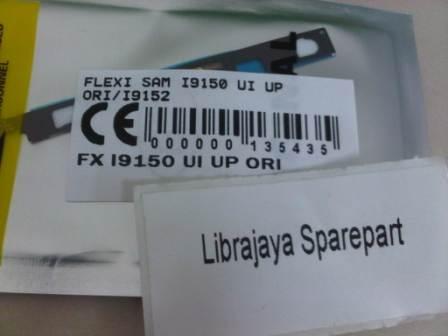 FLEXI SAM I9150 UI UP
ORI/I9152
CE
000000 135435
FX I9150 UI UP ORI
Librajaya Sparepart